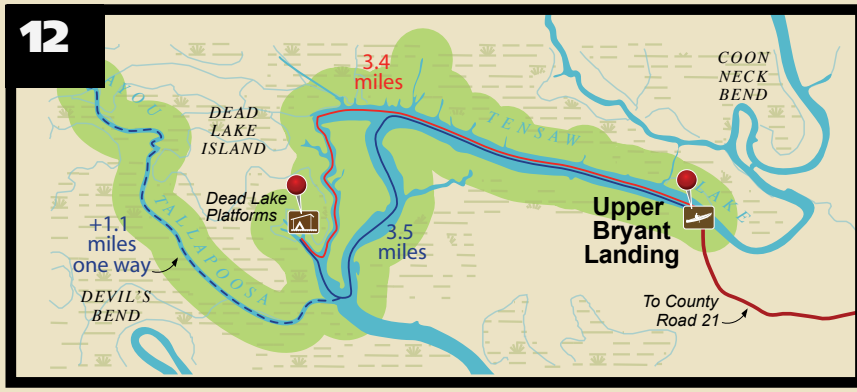 12
3.4
miles
COON
NECK
BEND
BAYOU
DEAD
LAKE
ISLAND
TENSAW
LAKE
Dead Lake
Platforms
Upper
Bryant
Landing
TALLAPOOSA
+1.1
miles
one way
3.5
miles
DEVIL'S
BEND
To County
Road 21